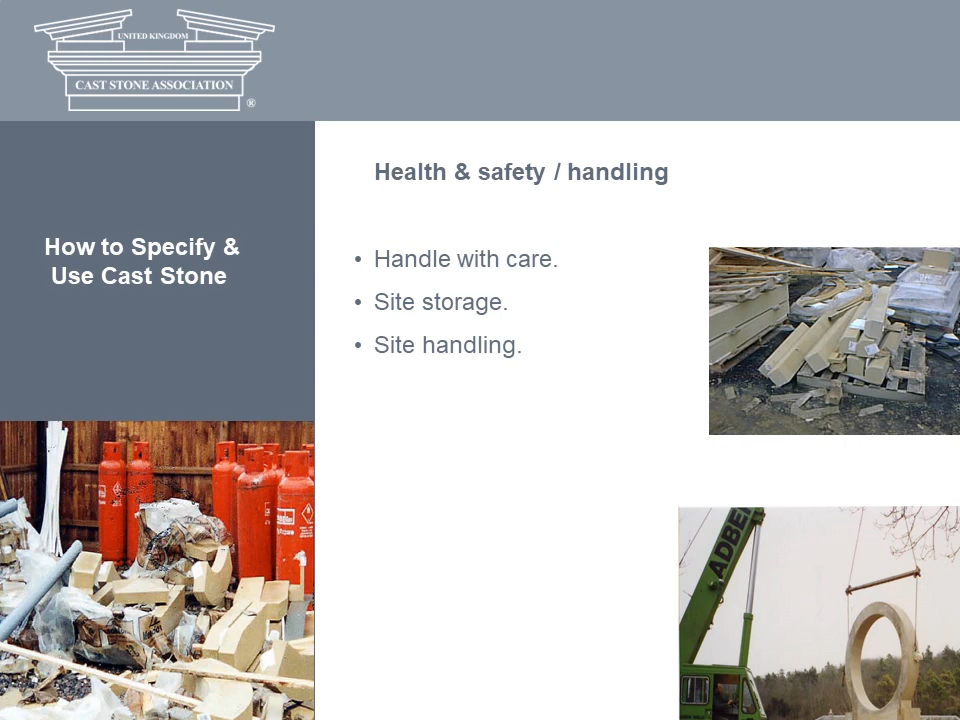 UNITED KINGDOM
CAST STONE ASSOCIATION
®
How to Specify &
Use Cast Stone
Health & safety / handling
• Handle with care.
• Site storage.
• Site handling.